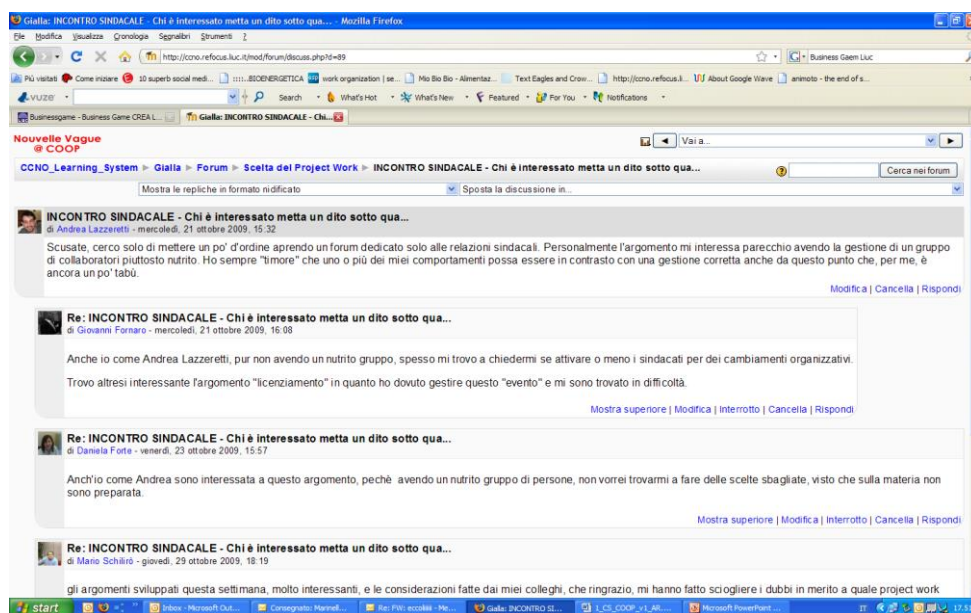 Gialla: INCONTRO SINDACALE - Chi è interessato metta un dito sotto qua... - Mozilla Firefox
File Modifica Visualizza Cronologia Segnalibri Strumenti ?
http://ccno.refocus.liuc.it/mod/forum/discuss.php?d=89
Business Gaem Liuc
Più visitati Come iniziare 10 superb social medi... :::::.BIOENERGETICA work organization | se... Mio Bio Bio - Alimentaz... Text Eagles and Crow... http://ccno.refocus.li... About Google Wave animoto - the end of s...
VUZE Search What's Hot What's New Featured For You Notifications
Businessgame - Business Game CREA L... Gialla: INCONTRO SINDACALE - Chi...
Nouvelle Vague
@ COOP
Vai a...
CCNO_Learning_System ► Gialla ► Forum ► Scelta del Project Work ► INCONTRO SINDACALE - Chi è interessato metta un dito sotto qua...
Cerca nei forum
Mostra le repliche in formato nidificato Sposta la discussione in...
INCONTRO SINDACALE - Chi è interessato metta un dito sotto qua...
di Andrea Lazzeretti - mercoledì, 21 ottobre 2009, 15:32
Scusate, cerco solo di mettere un po' d'ordine aprendo un forum dedicato solo alle relazioni sindacali. Personalmente l'argomento mi interessa parecchio avendo la gestione di un gruppo
di collaboratori piuttosto nutrito. Ho sempre "timore" che uno o più dei miei comportamenti possa essere in contrasto con una gestione corretta anche da questo punto che, per me, è
ancora un po' tabù.
Modifica | Cancella | Rispondi
Re: INCONTRO SINDACALE - Chi è interessato metta un dito sotto qua...
di Giovanni Fornaro - mercoledì, 21 ottobre 2009, 16:08
Anche io come Andrea Lazzeretti, pur non avendo un nutrito gruppo, spesso mi trovo a chiedermi se attivare o meno i sindacati per dei cambiamenti organizzativi.
Trovo altresi interessante l'argomento "licenziamento" in quanto ho dovuto gestire questo "evento" e mi sono trovato in difficoltà.
Mostra superiore | Modifica | Interrotto | Cancella | Rispondi
Re: INCONTRO SINDACALE - Chi è interessato metta un dito sotto qua...
di Daniela Forte - venerdì, 23 ottobre 2009, 15:57
Anch'io come Andrea sono interessata a questo argomento, pechè avendo un nutrito gruppo di persone, non vorrei trovarmi a fare delle scelte sbagliate, visto che sulla materia non
sono preparata.
Mostra superiore | Modifica | Interrotto | Cancella | Rispondi
Re: INCONTRO SINDACALE - Chi è interessato metta un dito sotto qua...
di Mario Schilirò - giovedì, 29 ottobre 2009, 18:19
gli argomenti sviluppati questa settimana, molto interessanti, e le considerazioni fatte dai miei colleghi, che ringrazio, mi hanno fatto sciogliere i dubbi in merito a quale project work
start Inbox - Microsoft Out... Consegnato: Marinell... Re: FW: eccoliiii - Me... Gialla: INCONTRO SI... 1_CS_COOP_v1_AR.... Microsoft PowerPoint ... IT